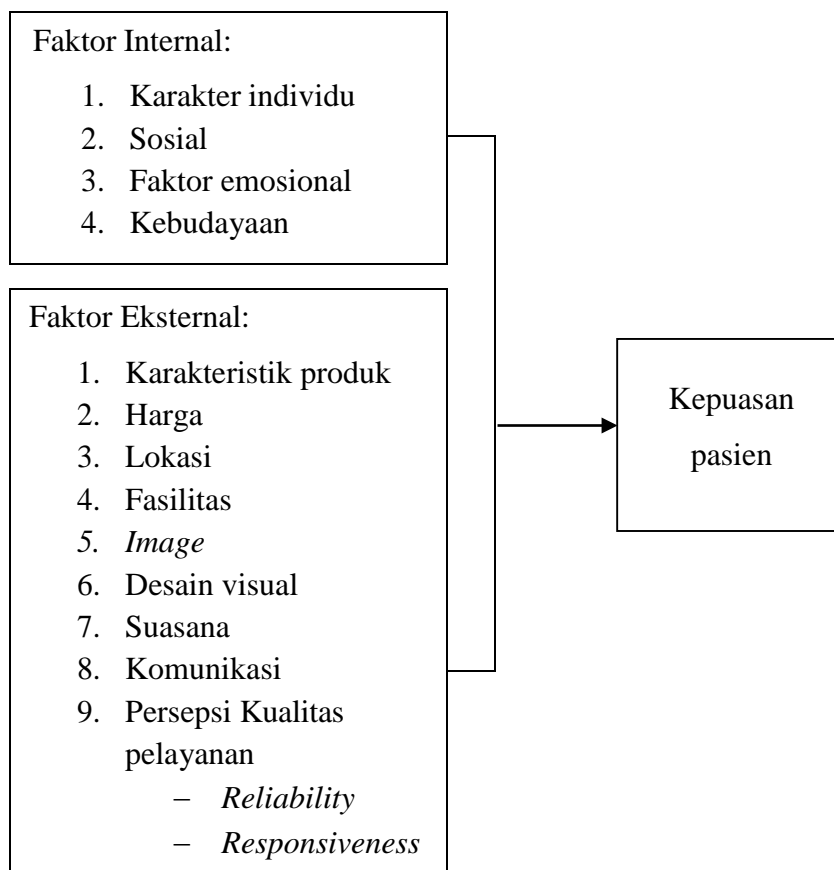 Faktor Internal:
1. Karakter individu
2. Sosial
3. Faktor emosional
4. Kebudayaan
Faktor Eksternal:
1. Karakteristik produk
2. Harga
3. Lokasi
4. Fasilitas
5. Image
6. Desain visual
7. Suasana
8. Komunikasi
9. Persepsi Kualitas
pelayanan
– Reliability
– Responsiveness
Kepuasan
pasien